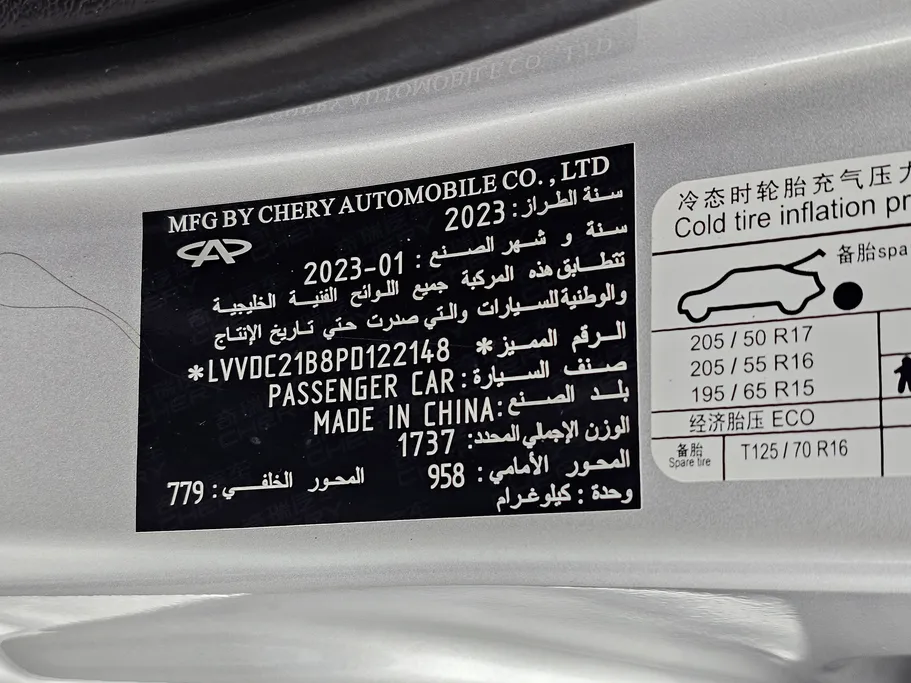 MFG BY CHERY AUTOMOBILE CO., LTD
سنة الطراز: 2023
سنة و شهر الصنع: 2023-01
تتطابق هذه المركبة جميع اللوائح الفنية الخليجية
والوطنية للسيارات والتي صدرت حتي تاريخ الإنتاج
الرقم المميز *LVVDC21B8PD122148*
صنف السيارة: PASSENGER CAR
بلد الصنع: MADE IN CHINA
الوزن الإجمالي المحدد: 1737
المحور الأمامي: 958 المحور الخلفي: 779
وحدة: كيلوغرام
冷态时轮胎充气压力
Cold tire inflation
备胎
205 / 50 R17
205 / 55 R16
195 / 65 R15
经济胎压 ECO
备胎
Spare tire
T125 / 70 R16